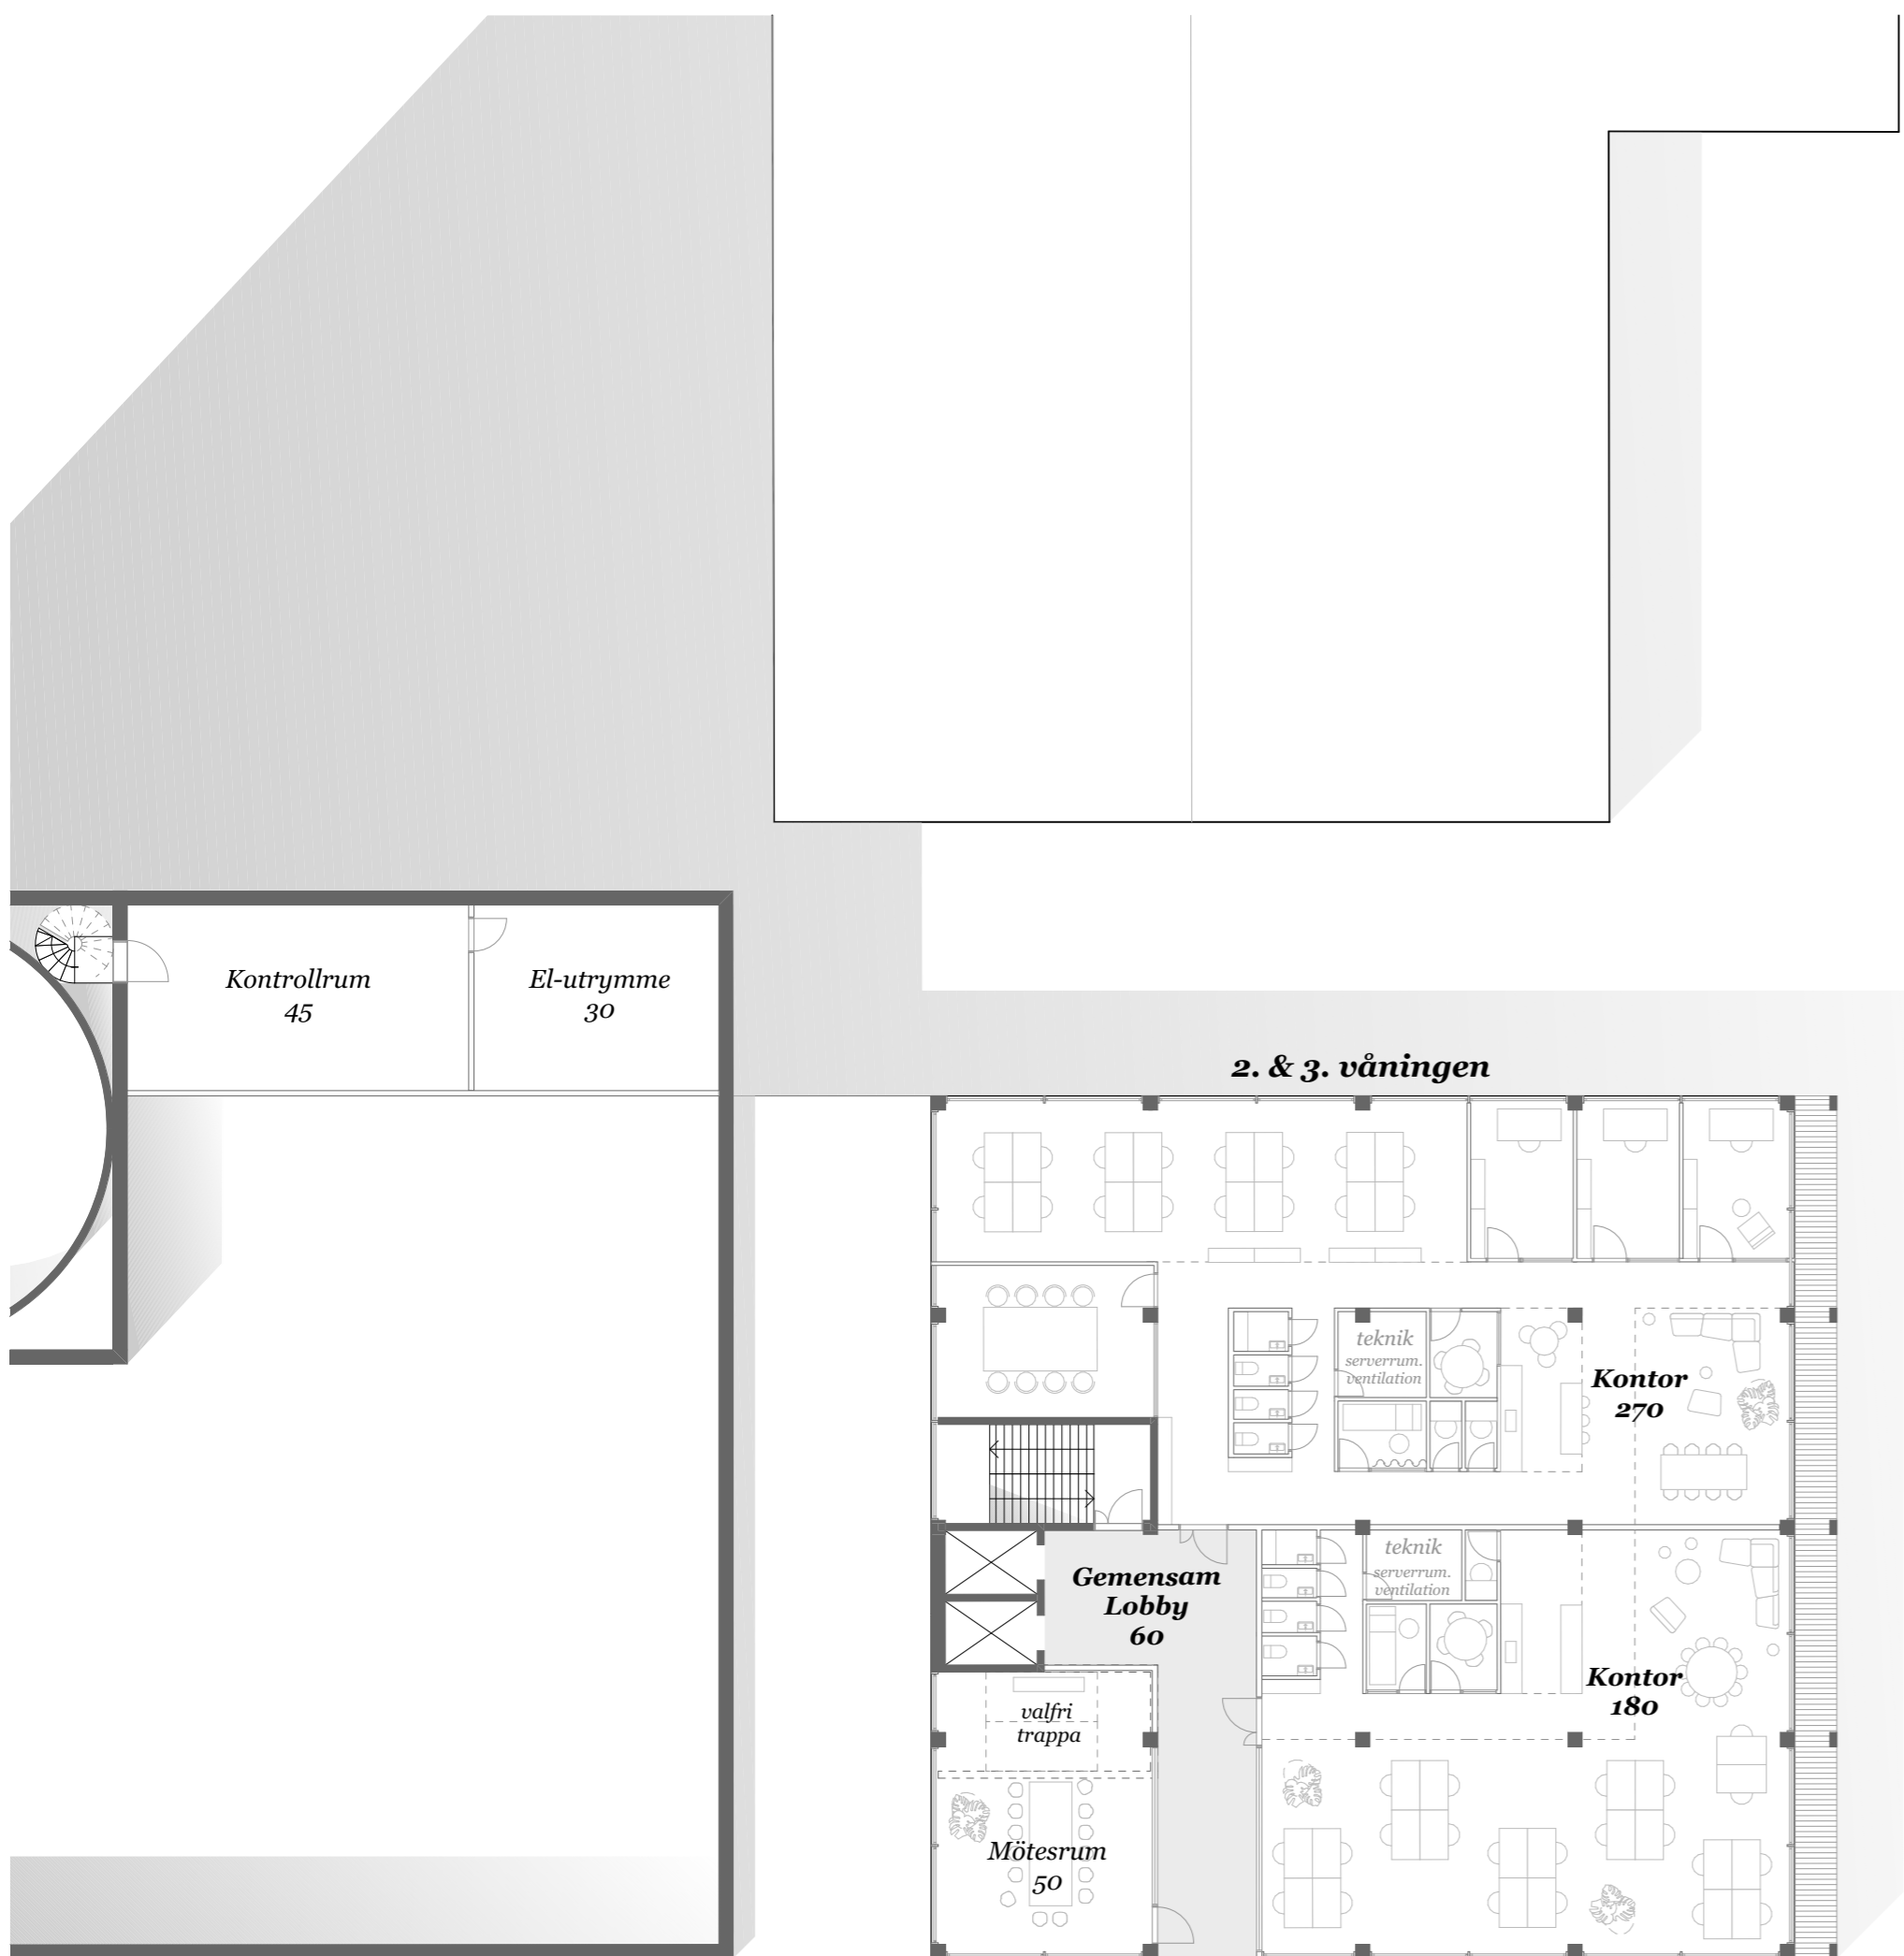 Kontrollrum
45
El-utrymme
30
2. & 3. våningen
teknik
serverrum.
ventilation
Kontor
270
teknik
serverrum.
ventilation
Gemensam
Lobby
60
Kontor
180
valfri
trappa
Mötesrum
50